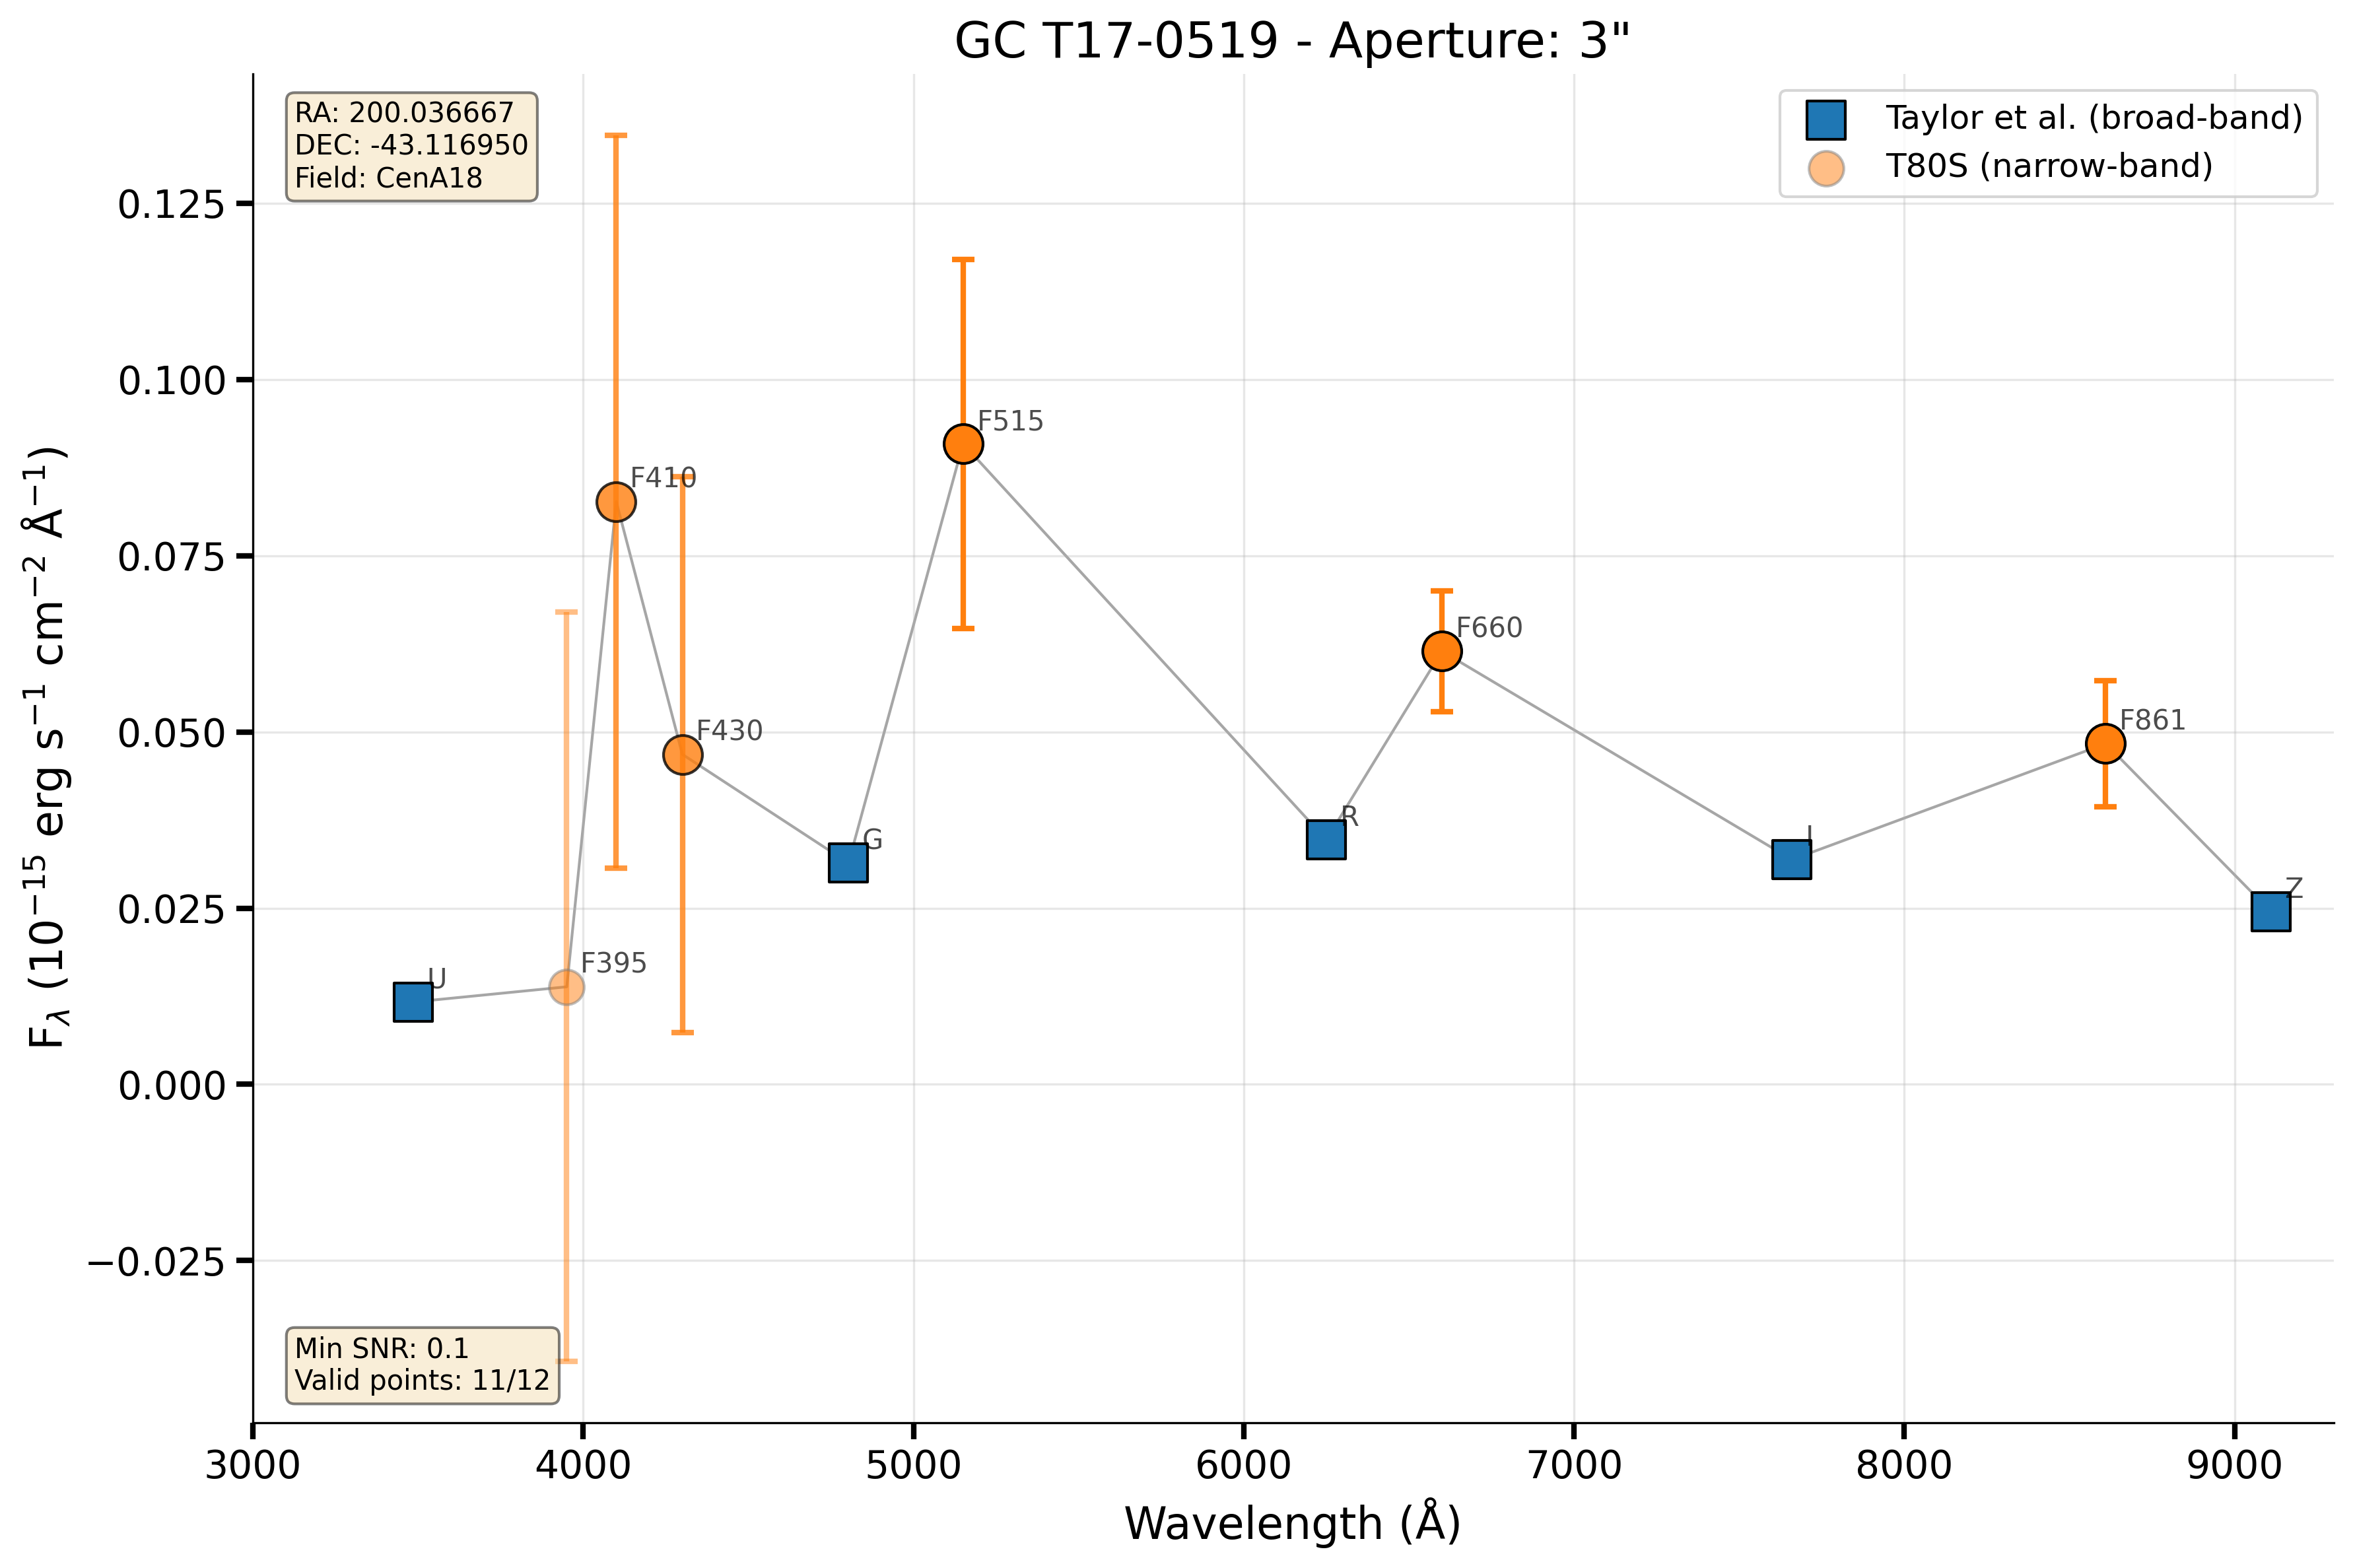 GC T17-0519 - Aperture: 3"
RA: 200.036667
DEC: -43.116950
Field: CenA18
Taylor et al. (broad-band)
T80S (narrow-band)
F_λ (10⁻¹⁵ erg s⁻¹ cm⁻² Å⁻¹)
0.125
0.100
0.075
0.050
0.025
0.000
−0.025
U
F395
F410
F430
G
F515
R
F660
I
F861
Z
Min SNR: 0.1
Valid points: 11/12
3000 4000 5000 6000 7000 8000 9000
Wavelength (Å)